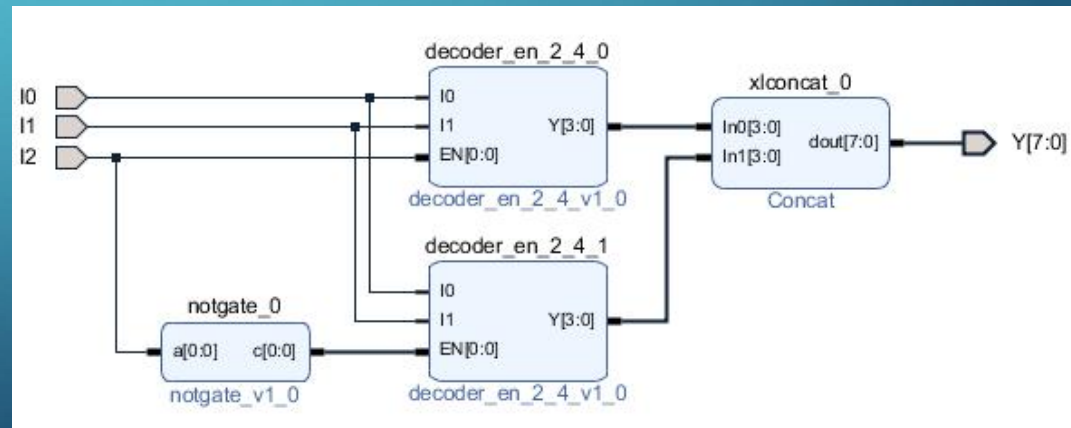 I0
I1
I2
decoder_en_2_4_0
I0
I1
EN[0:0]
Y[3:0]
decoder_en_2_4_v1_0
xlconcat_0
In0[3:0]
In1[3:0]
dout[7:0]
Concat
Y[7:0]
notgate_0
a[0:0]
c[0:0]
notgate_v1_0
decoder_en_2_4_1
I0
I1
EN[0:0]
Y[3:0]
decoder_en_2_4_v1_0